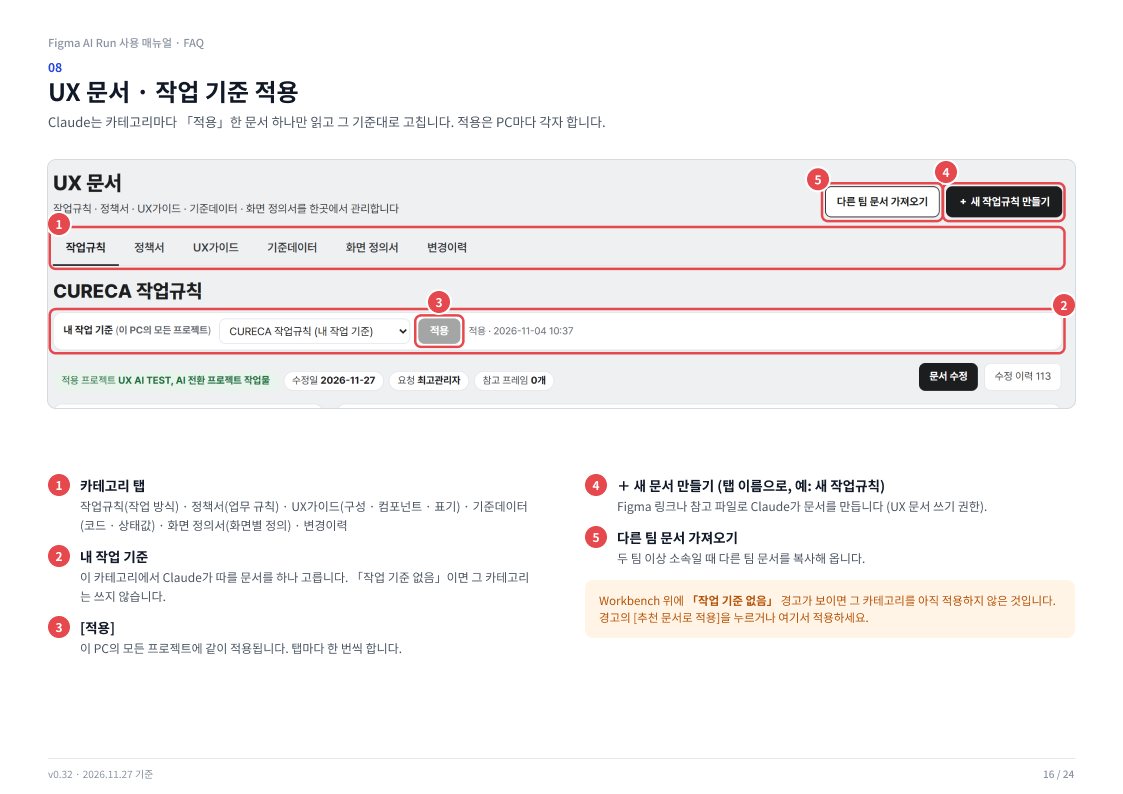 Figma AI Run 사용 매뉴얼 · FAQ
08
UX 문서 · 작업 기준 적용
Claude는 카테고리마다 「적용」한 문서 하나만 읽고 그 기준대로 고칩니다. 적용은 PC마다 각자 합니다.
UX 문서
작업규칙 · 정책서 · UX가이드 · 기준데이터 · 화면 정의서를 한곳에서 관리합니다
5
다른 팀 문서 가져오기
4
+ 새 작업규칙 만들기
1
작업규칙 정책서 UX가이드 기준데이터 화면 정의서 변경이력
CURECA 작업규칙
3
2
내 작업 기준 (이 PC의 모든 프로젝트) CURECA 작업규칙 (내 작업 기준) 적용 적용 · 2026-11-04 10:37
적용 프로젝트 UX AI TEST, AI 전환 프로젝트 작업물 수정일 2026-11-27 요청 최고관리자 참고 프레임 0개 문서 수정 수정 이력 113
1 카테고리 탭
작업규칙(작업 방식) · 정책서(업무 규칙) · UX가이드(구성 · 컴포넌트 · 표기) · 기준데이터
(코드 · 상태값) · 화면 정의서(화면별 정의) · 변경이력
2 내 작업 기준
이 카테고리에서 Claude가 따를 문서를 하나 고릅니다. 「작업 기준 없음」이면 그 카테고리
는 쓰지 않습니다.
3 [적용]
이 PC의 모든 프로젝트에 같이 적용됩니다. 탭마다 한 번씩 합니다.
4 + 새 문서 만들기 (탭 이름으로, 예: 새 작업규칙)
Figma 링크나 참고 파일로 Claude가 문서를 만듭니다 (UX 문서 쓰기 권한).
5 다른 팀 문서 가져오기
두 팀 이상 소속일 때 다른 팀 문서를 복사해 옵니다.
Workbench 위에 「작업 기준 없음」 경고가 보이면 그 카테고리를 아직 적용하지 않은 것입니다.
경고의 [추천 문서로 적용]을 누르거나 여기서 적용하세요.
v0.32 · 2026.11.27 기준
16 / 24